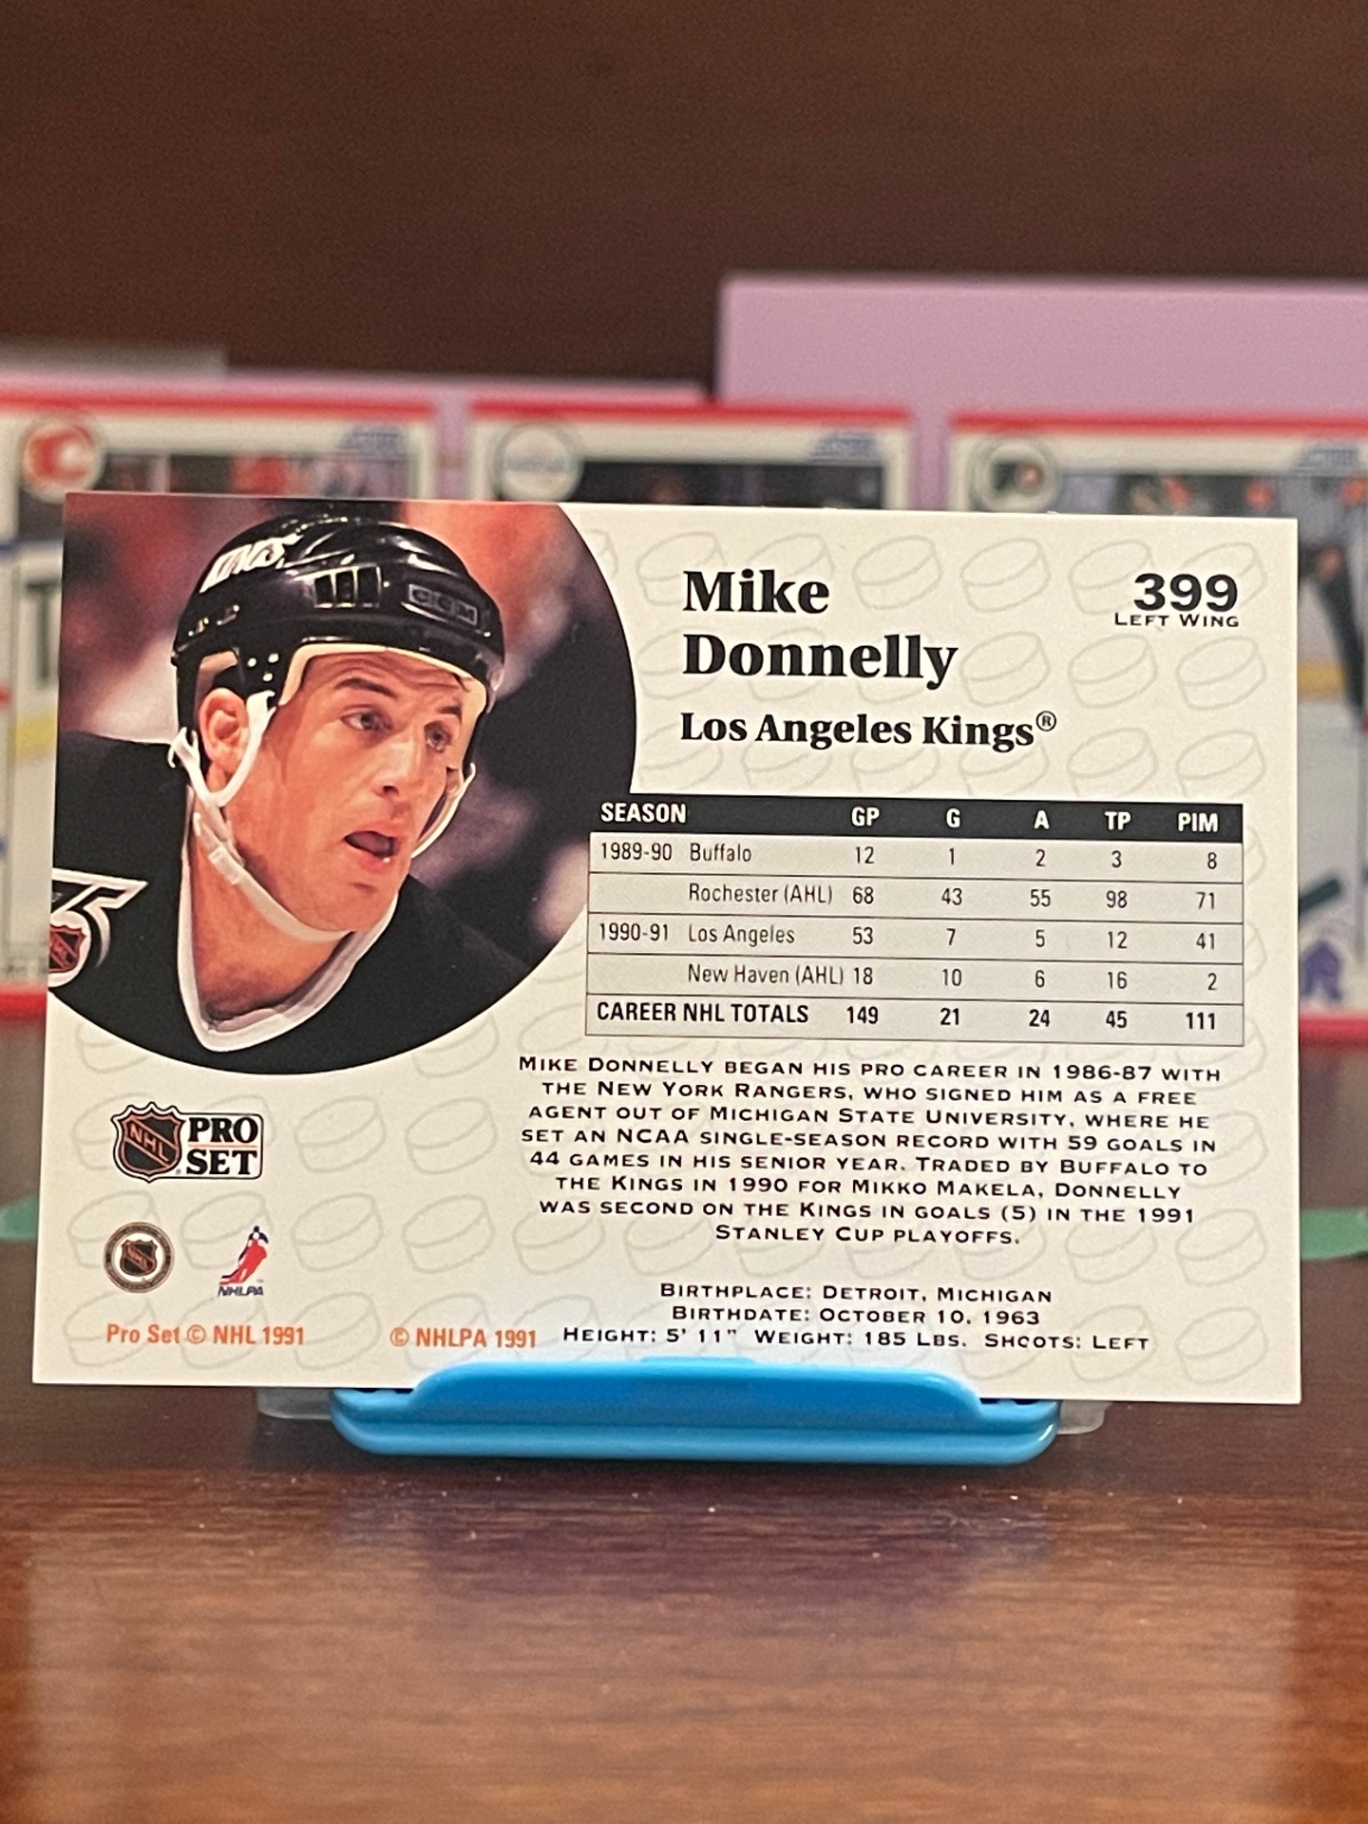 KINGS
CCM
Mike
Donnelly
Los Angeles Kings®
399
LEFT WING
SEASON GP G A TP PIM
1989-90 Buffalo 12 1 2 3 8
Rochester (AHL) 68 43 55 98 71
1990-91 Los Angeles 53 7 5 12 41
New Haven (AHL) 18 10 6 16 2
CAREER NHL TOTALS 149 21 24 45 111
MIKE DONNELLY BEGAN HIS PRO CAREER IN 1986-87 WITH
THE NEW YORK RANGERS, WHO SIGNED HIM AS A FREE
AGENT OUT OF MICHIGAN STATE UNIVERSITY, WHERE HE
SET AN NCAA SINGLE-SEASON RECORD WITH 59 GOALS IN
44 GAMES IN HIS SENIOR YEAR. TRADED BY BUFFALO TO
THE KINGS IN 1990 FOR MIKKO MAKELA, DONNELLY
WAS SECOND ON THE KINGS IN GOALS (5) IN THE 1991
STANLEY CUP PLAYOFFS.
NHL PRO
SET
NHL
NHLPA
BIRTHPLACE: DETROIT, MICHIGAN
BIRTHDATE: OCTOBER 10, 1963
HEIGHT: 5' 11" WEIGHT: 185 LBS. SHOOTS: LEFT
Pro Set © NHL 1991 © NHLPA 1991